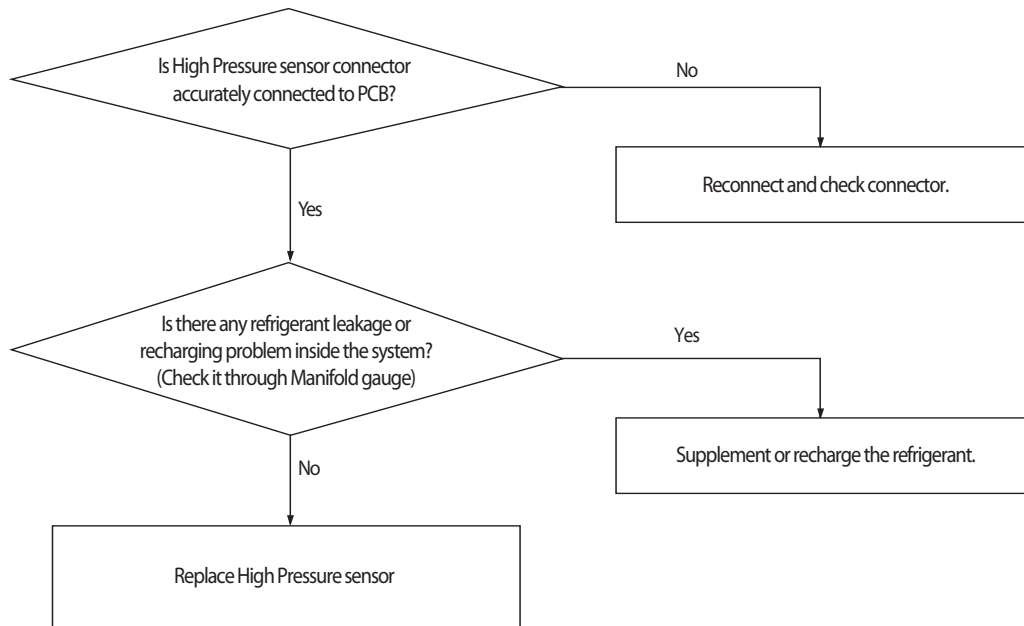 Is High Pressure sensor connector
accurately connected to PCB?
No
Reconnect and check connector.
Yes
Is there any refrigerant leakage or
recharging problem inside the system?
(Check it through Manifold gauge)
Yes
Supplement or recharge the refrigerant.
No
Replace High Pressure sensor